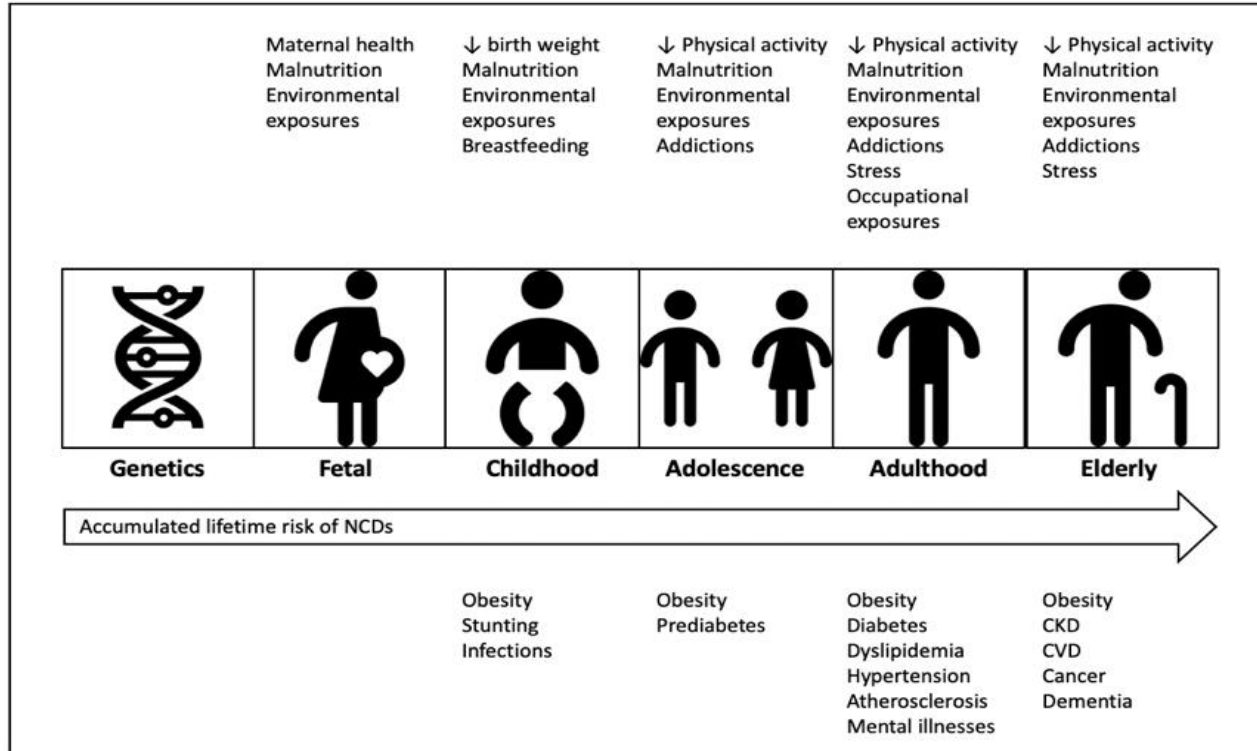 Maternal health
Malnutrition
Environmental
exposures
↓ birth weight
Malnutrition
Environmental
exposures
Breastfeeding
↓ Physical activity
Malnutrition
Environmental
exposures
Addictions
↓ Physical activity
Malnutrition
Environmental
exposures
Addictions
Stress
Occupational
exposures
↓ Physical activity
Malnutrition
Environmental
exposures
Addictions
Stress
Genetics
Fetal
Childhood
Adolescence
Adulthood
Elderly
Accumulated lifetime risk of NCDs
Obesity
Stunting
Infections
Obesity
Prediabetes
Obesity
Diabetes
Dyslipidemia
Hypertension
Atherosclerosis
Mental illnesses
Obesity
CKD
CVD
Cancer
Dementia